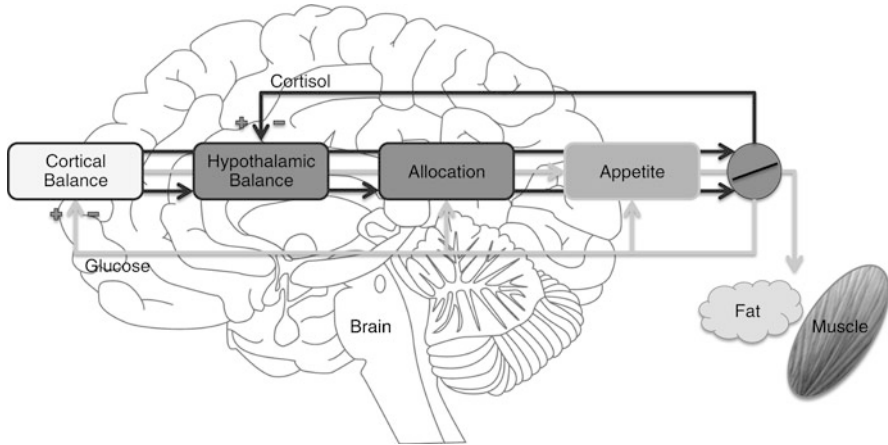 Cortisol
+ −
Cortical
Balance
Hypothalamic
Balance
Allocation
Appetite
+ −
Glucose
Brain
Fat
Muscle